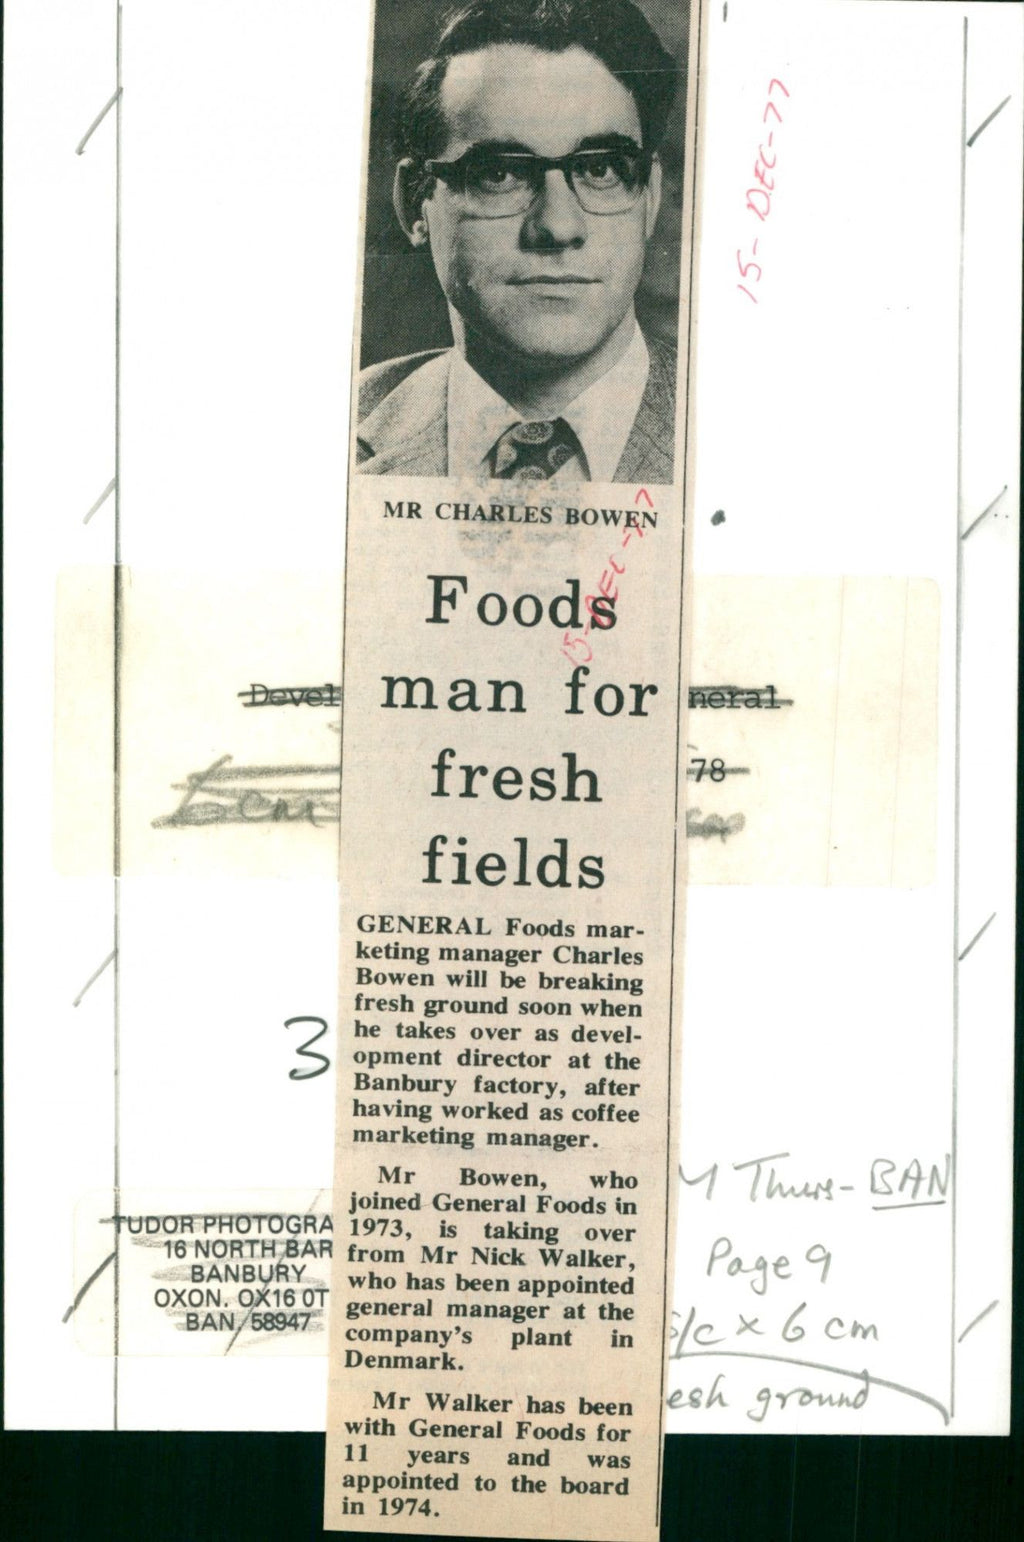 15-DEC-77
MR CHARLES BOWEN
15-DEC-77
Foods
man for
fresh
fields
Devel
neral
78
6cm
GENERAL Foods mar-
keting manager Charles
Bowen will be breaking
fresh ground soon when
he takes over as devel-
opment director at the
Banbury factory, after
having worked as coffee
marketing manager.
Mr Bowen, who
joined General Foods in
1973, is taking over
from Mr Nick Walker,
who has been appointed
general manager at the
company's plant in
Denmark.
Mr Walker has been
with General Foods for
11 years and was
appointed to the board
in 1974.
3
TUDOR PHOTOGRA
16 NORTH BAR
BANBURY
OXON. OX16 0T
BAN. 58947
Thurs - BAN
Page 9
S/c x 6 cm
esh ground